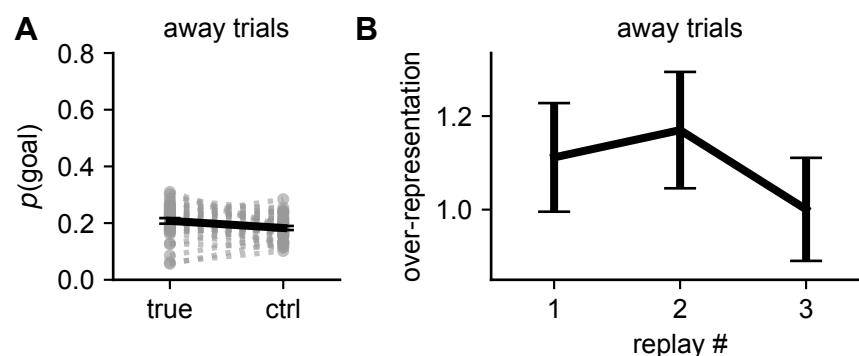 A
away trials
p(goal)
0.8
0.6
0.4
0.2
0.0
true ctrl
B
away trials
over-representation
1.2
1.0
1 2 3
replay #